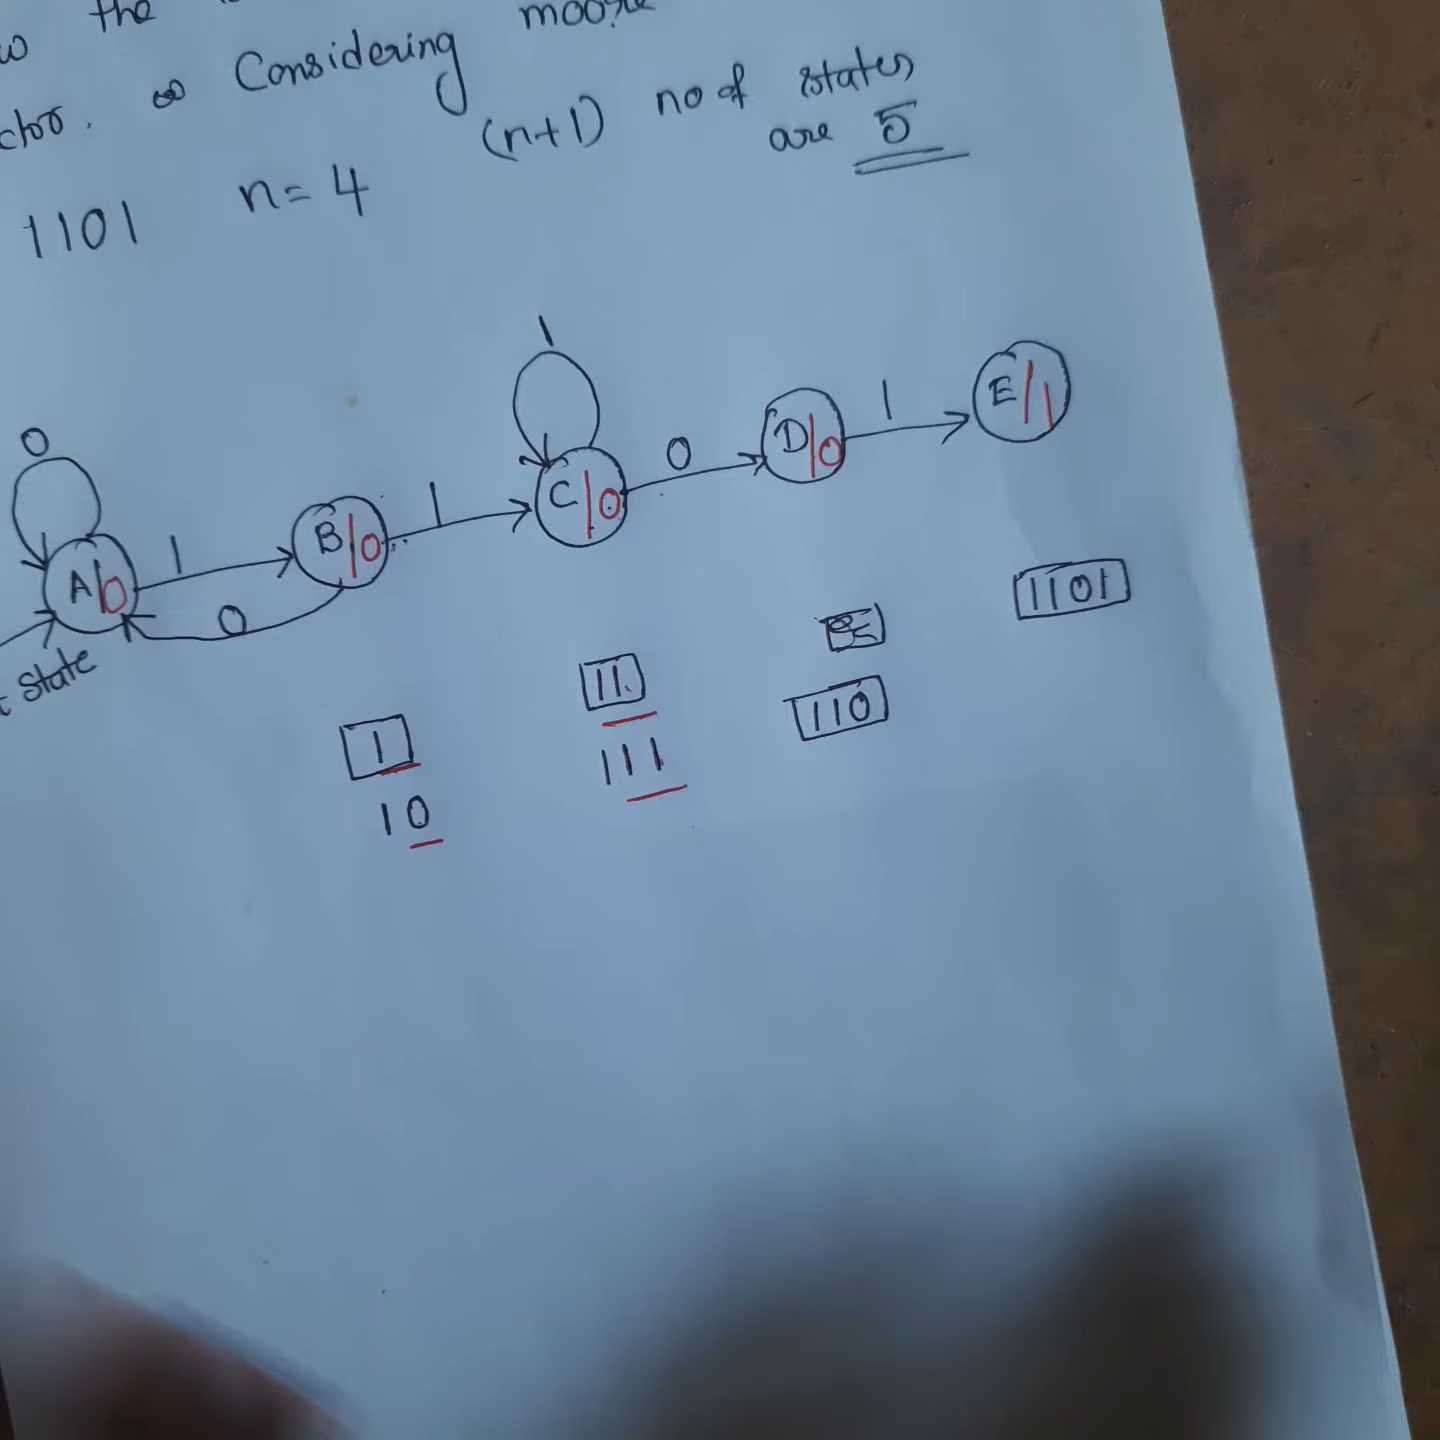 the
Considering moore
(n+1) no of states
are 5
1101 n=4
1
0
A/0 1 B/0 1 C/0 0 D/0 1 E/1
0
State
1101
11
110
1
111
10